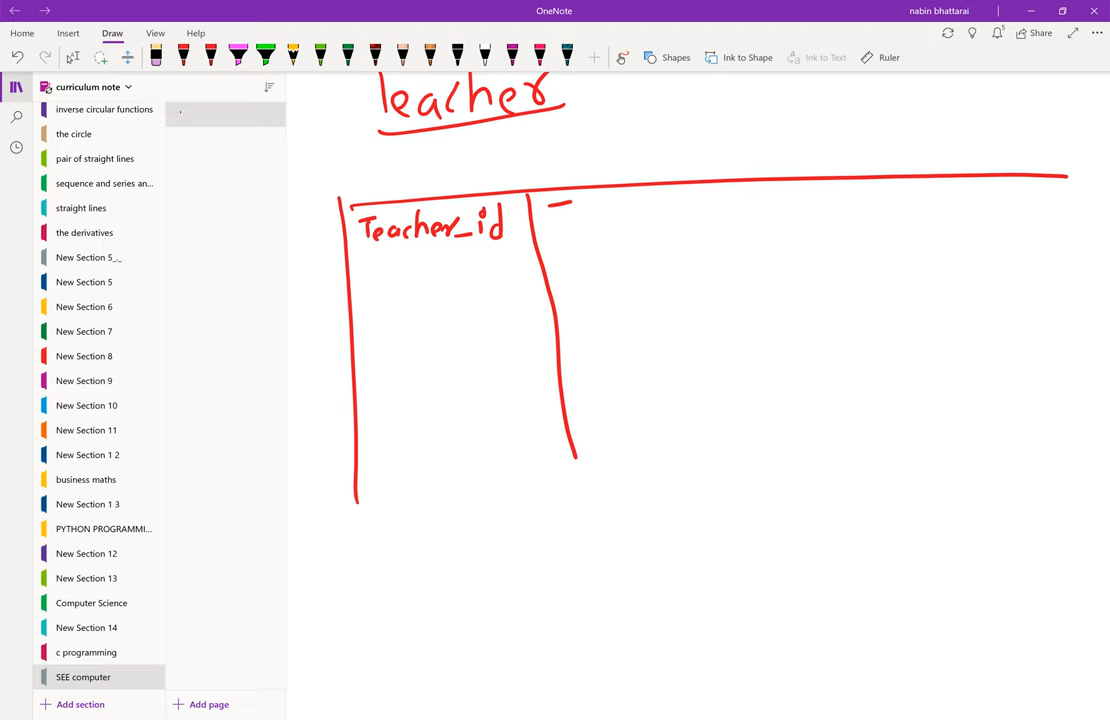 OneNote
nabin bhattarai
Home Insert Draw View Help
Share
Shapes Ink to Shape Ink to Text Ruler
curriculum note
inverse circular functions
the circle
pair of straight lines
sequence and series an...
straight lines
the derivatives
New Section 5_._
New Section 5
New Section 6
New Section 7
New Section 8
New Section 9
New Section 10
New Section 11
New Section 1 2
business maths
New Section 1 3
PYTHON PROGRAMMI...
New Section 12
New Section 13
Computer Science
New Section 14
c programming
SEE computer
Add section
Add page
Teacher
Teacher_id